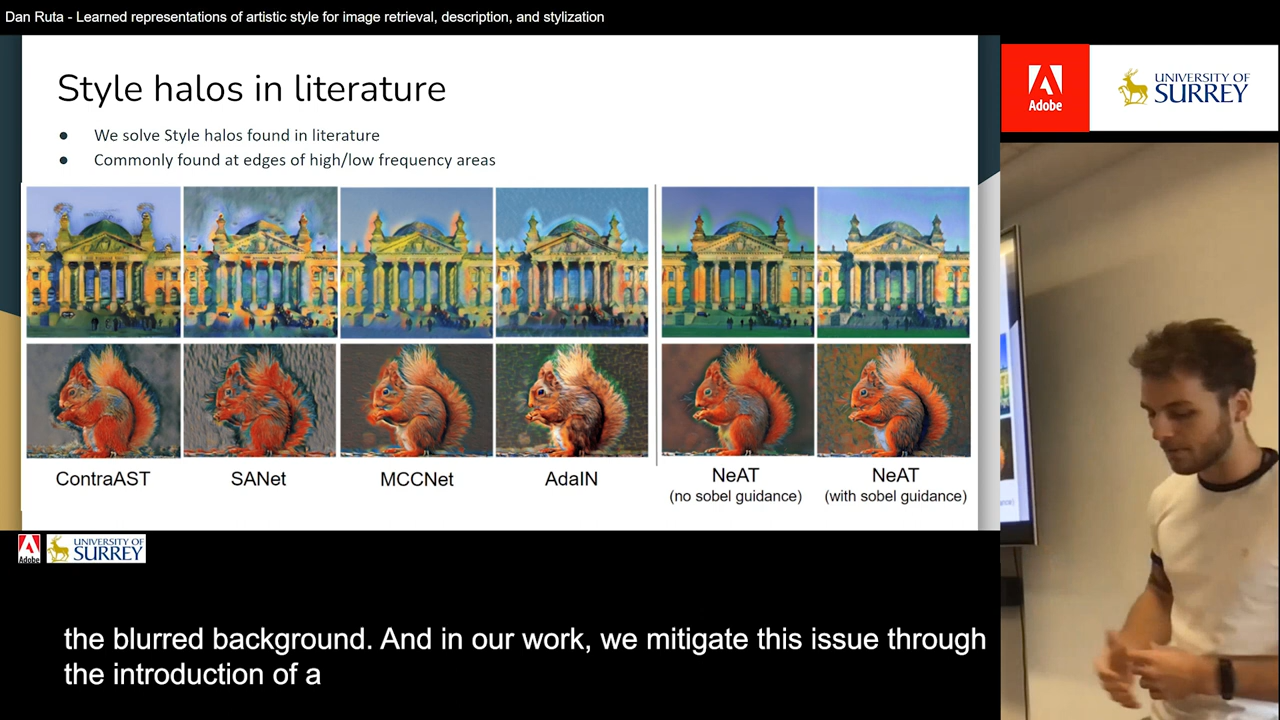 Dan Ruta - Learned representations of artistic style for image retrieval, description, and stylization
Style halos in literature
● We solve Style halos found in literature
● Commonly found at edges of high/low frequency areas
ContraAST
SANet
MCCNet
AdaIN
NeAT
(no sobel guidance)
NeAT
(with sobel guidance)
Adobe
UNIVERSITY OF
SURREY
Adobe
UNIVERSITY OF
SURREY
the blurred background. And in our work, we mitigate this issue through
the introduction of a